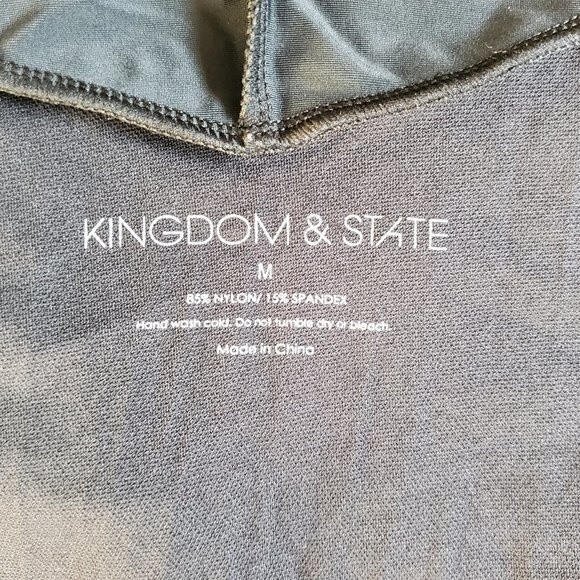 KINGDOM & STATE
M
85% NYLON/ 15% SPANDEX
Hand wash cold. Do not tumble dry or bleach.
Made in China